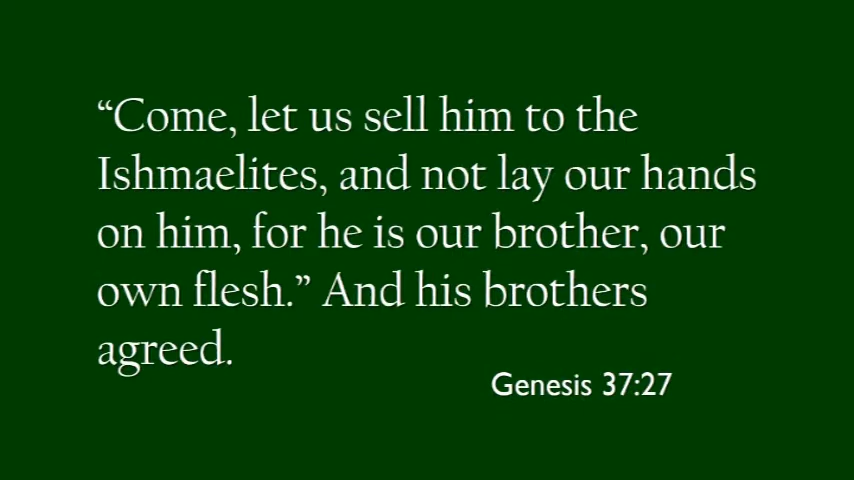 “Come, let us sell him to the
Ishmaelites, and not lay our hands
on him, for he is our brother, our
own flesh.” And his brothers
agreed.
Genesis 37:27